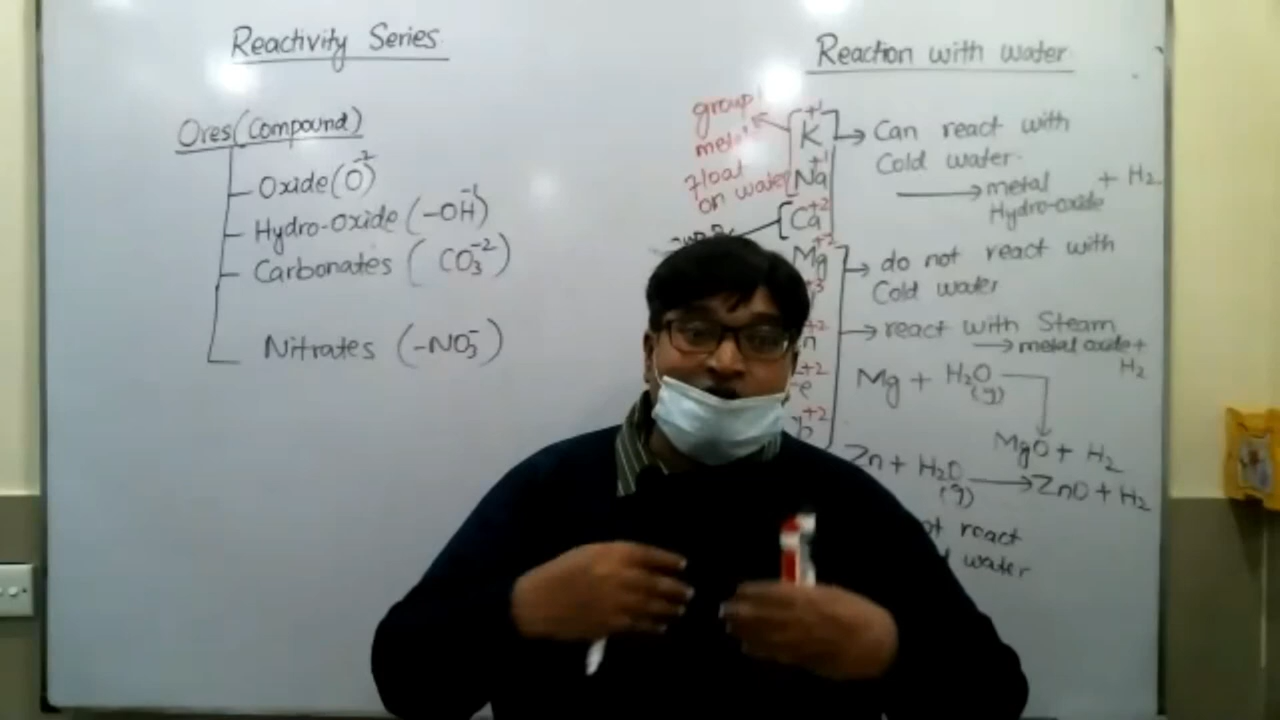 Reactivity Series
Ores(Compound)
Oxide(O⁻²)
Hydro-Oxide (-OH⁻¹)
Carbonates ( CO₃⁻²)
Nitrates (-NO₃⁻)
Reaction with water
group 1
float
on water
K⁺¹
Na⁺¹
Ca⁺²
Mg⁺²
+3
+2
+2
+2
→ Can react with
Cold water.
→ metal + H₂
Hydro-oxide
→ do not react with
Cold water
→ react with Steam
→ metal oxide +
H₂
Mg + H₂O
(g)
MgO + H₂
Zn + H₂O → ZnO + H₂
(g)
react
water